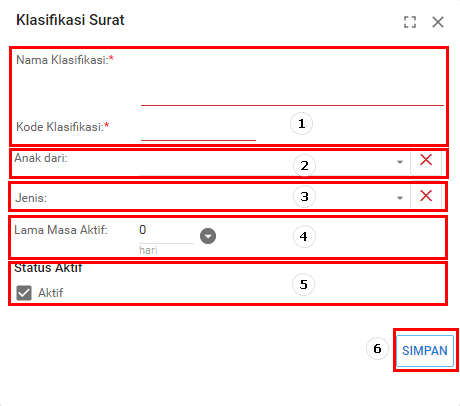 Klasifikasi Surat
Nama Klasifikasi:*
Kode Klasifikasi:*
1
Anak dari:
2
Jenis:
3
Lama Masa Aktif:
0
hari
4
Status Aktif
Aktif
5
6
SIMPAN